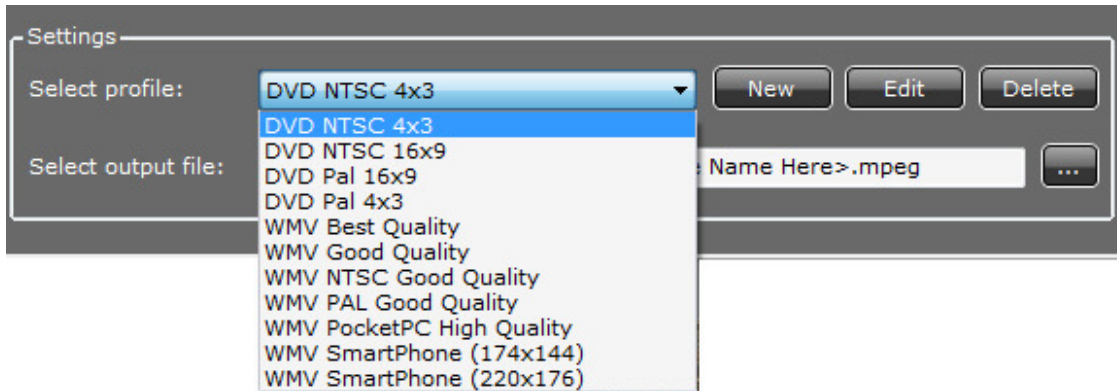 Settings
Select profile: DVD NTSC 4x3 New Edit Delete
DVD NTSC 4x3
DVD NTSC 16x9
DVD Pal 16x9
DVD Pal 4x3
WMV Best Quality
WMV Good Quality
WMV NTSC Good Quality
WMV PAL Good Quality
WMV PocketPC High Quality
WMV SmartPhone (174x144)
WMV SmartPhone (220x176)
Select output file: Name Here>.mpeg ...